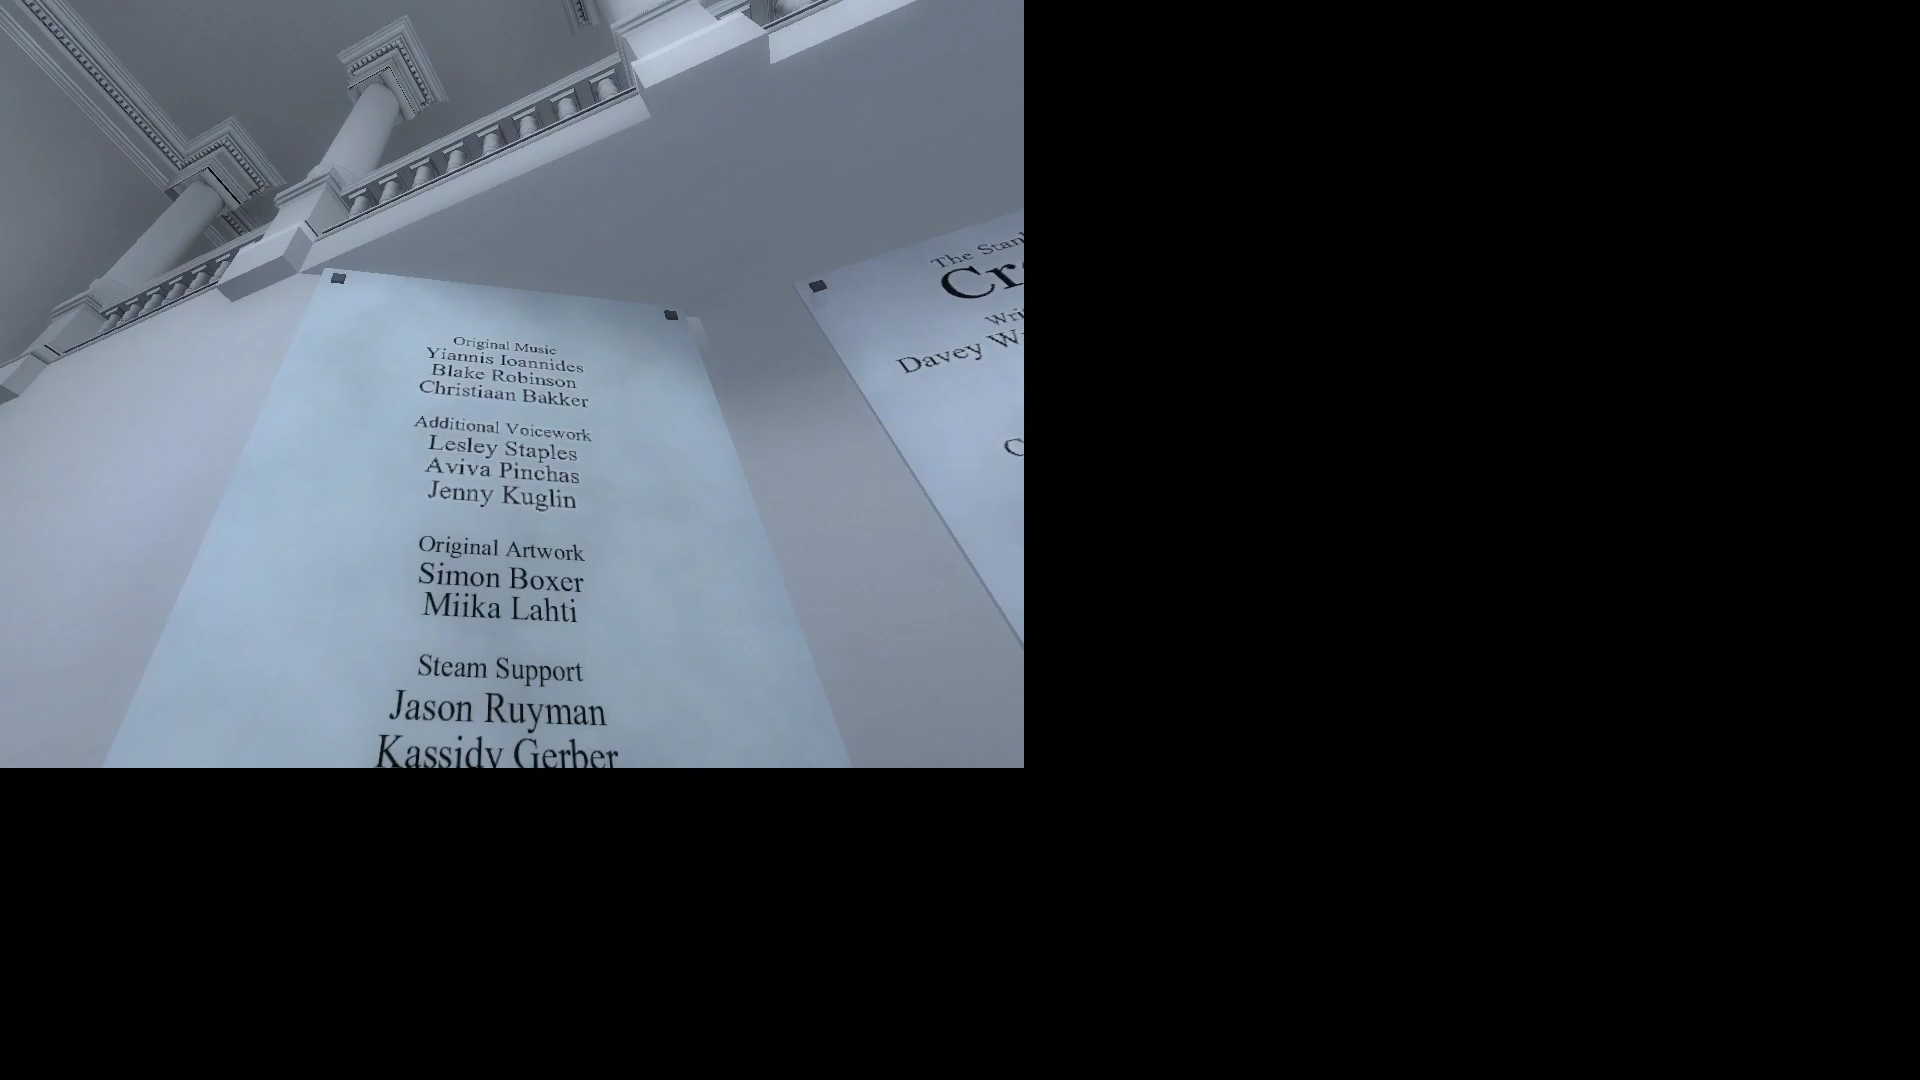 Original Music
Yiannis Ioannides
Blake Robinson
Christiaan Bakker
Additional Voicework
Lesley Staples
Aviva Pinchas
Jenny Kuglin
Original Artwork
Simon Boxer
Miika Lahti
Steam Support
Jason Ruyman
Kassidy Gerber
The
Davey